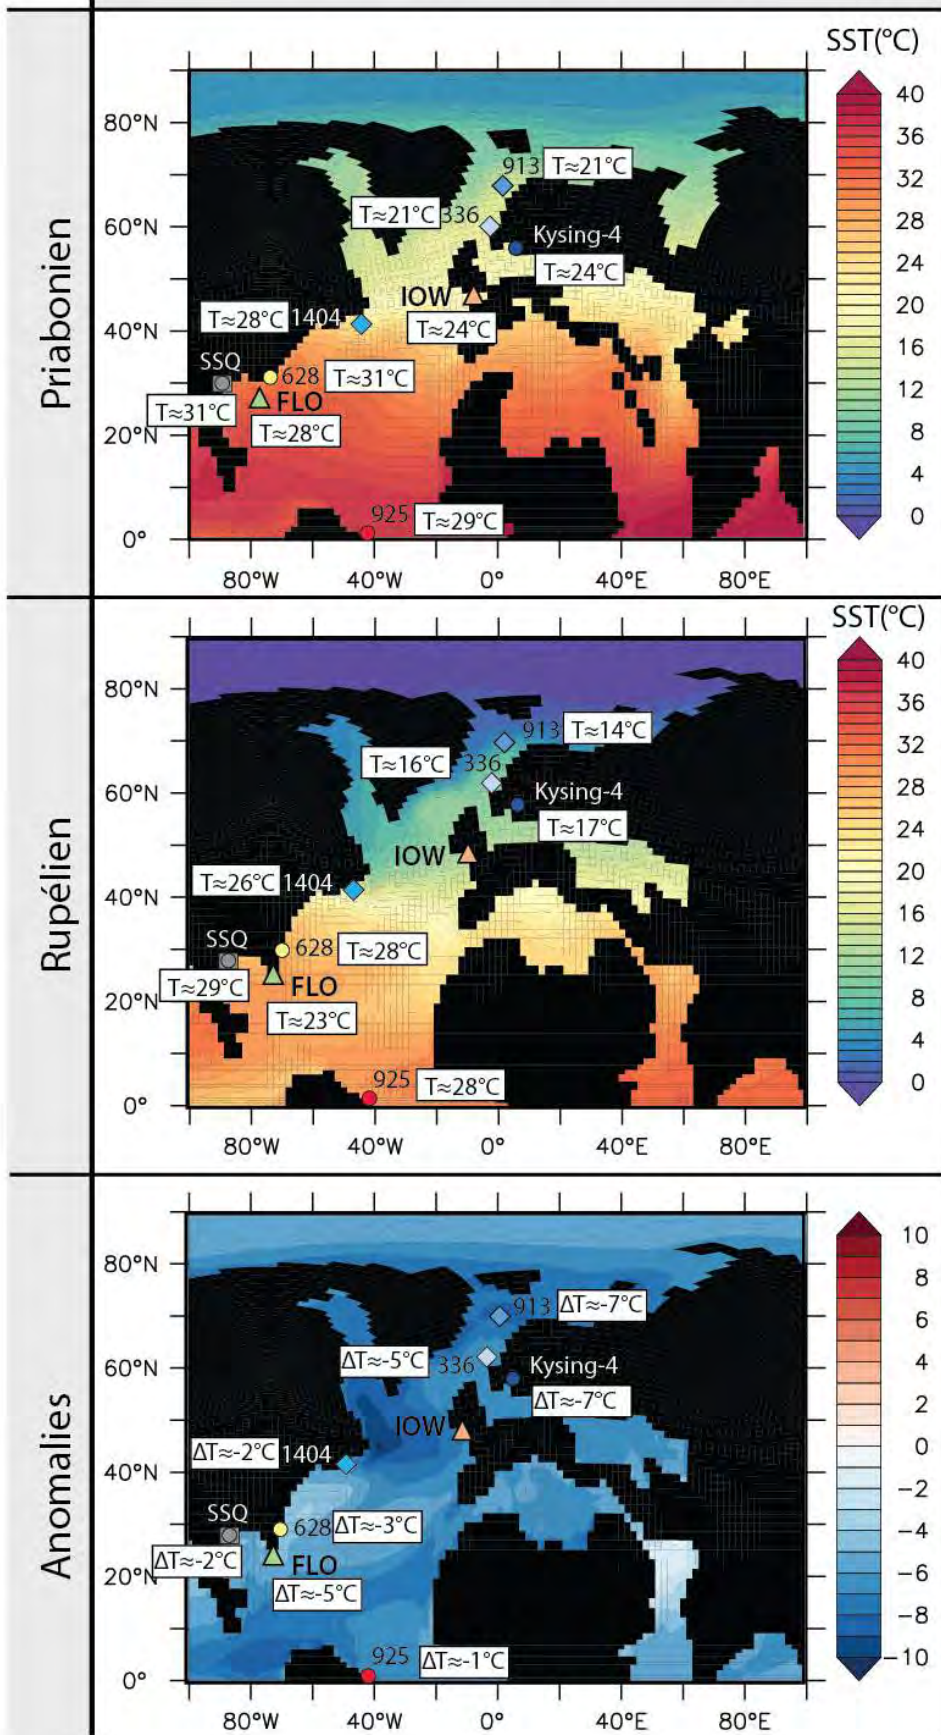 Priabonien
SST(°C)
80°N
60°N
40°N
20°N
0°
80°W
40°W
0°
40°E
80°E
913 T≈21°C
T≈21°C 336
Kysing-4
T≈24°C
IOW
T≈24°C
T≈28°C 1404
SSQ
T≈31°C
628 T≈31°C
FLO
T≈28°C
925 T≈29°C
40
36
32
28
24
20
16
12
8
4
0
Rupélien
SST(°C)
80°N
60°N
40°N
20°N
0°
80°W
40°W
0°
40°E
80°E
913 T≈14°C
T≈16°C 336
Kysing-4
T≈17°C
IOW
T≈26°C 1404
SSQ
T≈29°C
628 T≈28°C
FLO
T≈23°C
925 T≈28°C
40
36
32
28
24
20
16
12
8
4
0
Anomalies
80°N
60°N
40°N
20°N
0°
80°W
40°W
0°
40°E
80°E
913 ΔT≈-7°C
ΔT≈-5°C 336
Kysing-4
ΔT≈-7°C
IOW
ΔT≈-2°C 1404
SSQ
ΔT≈-2°C
628 ΔT≈-3°C
FLO
ΔT≈-5°C
925 ΔT≈-1°C
10
8
6
4
2
0
−2
−4
−6
−8
−10